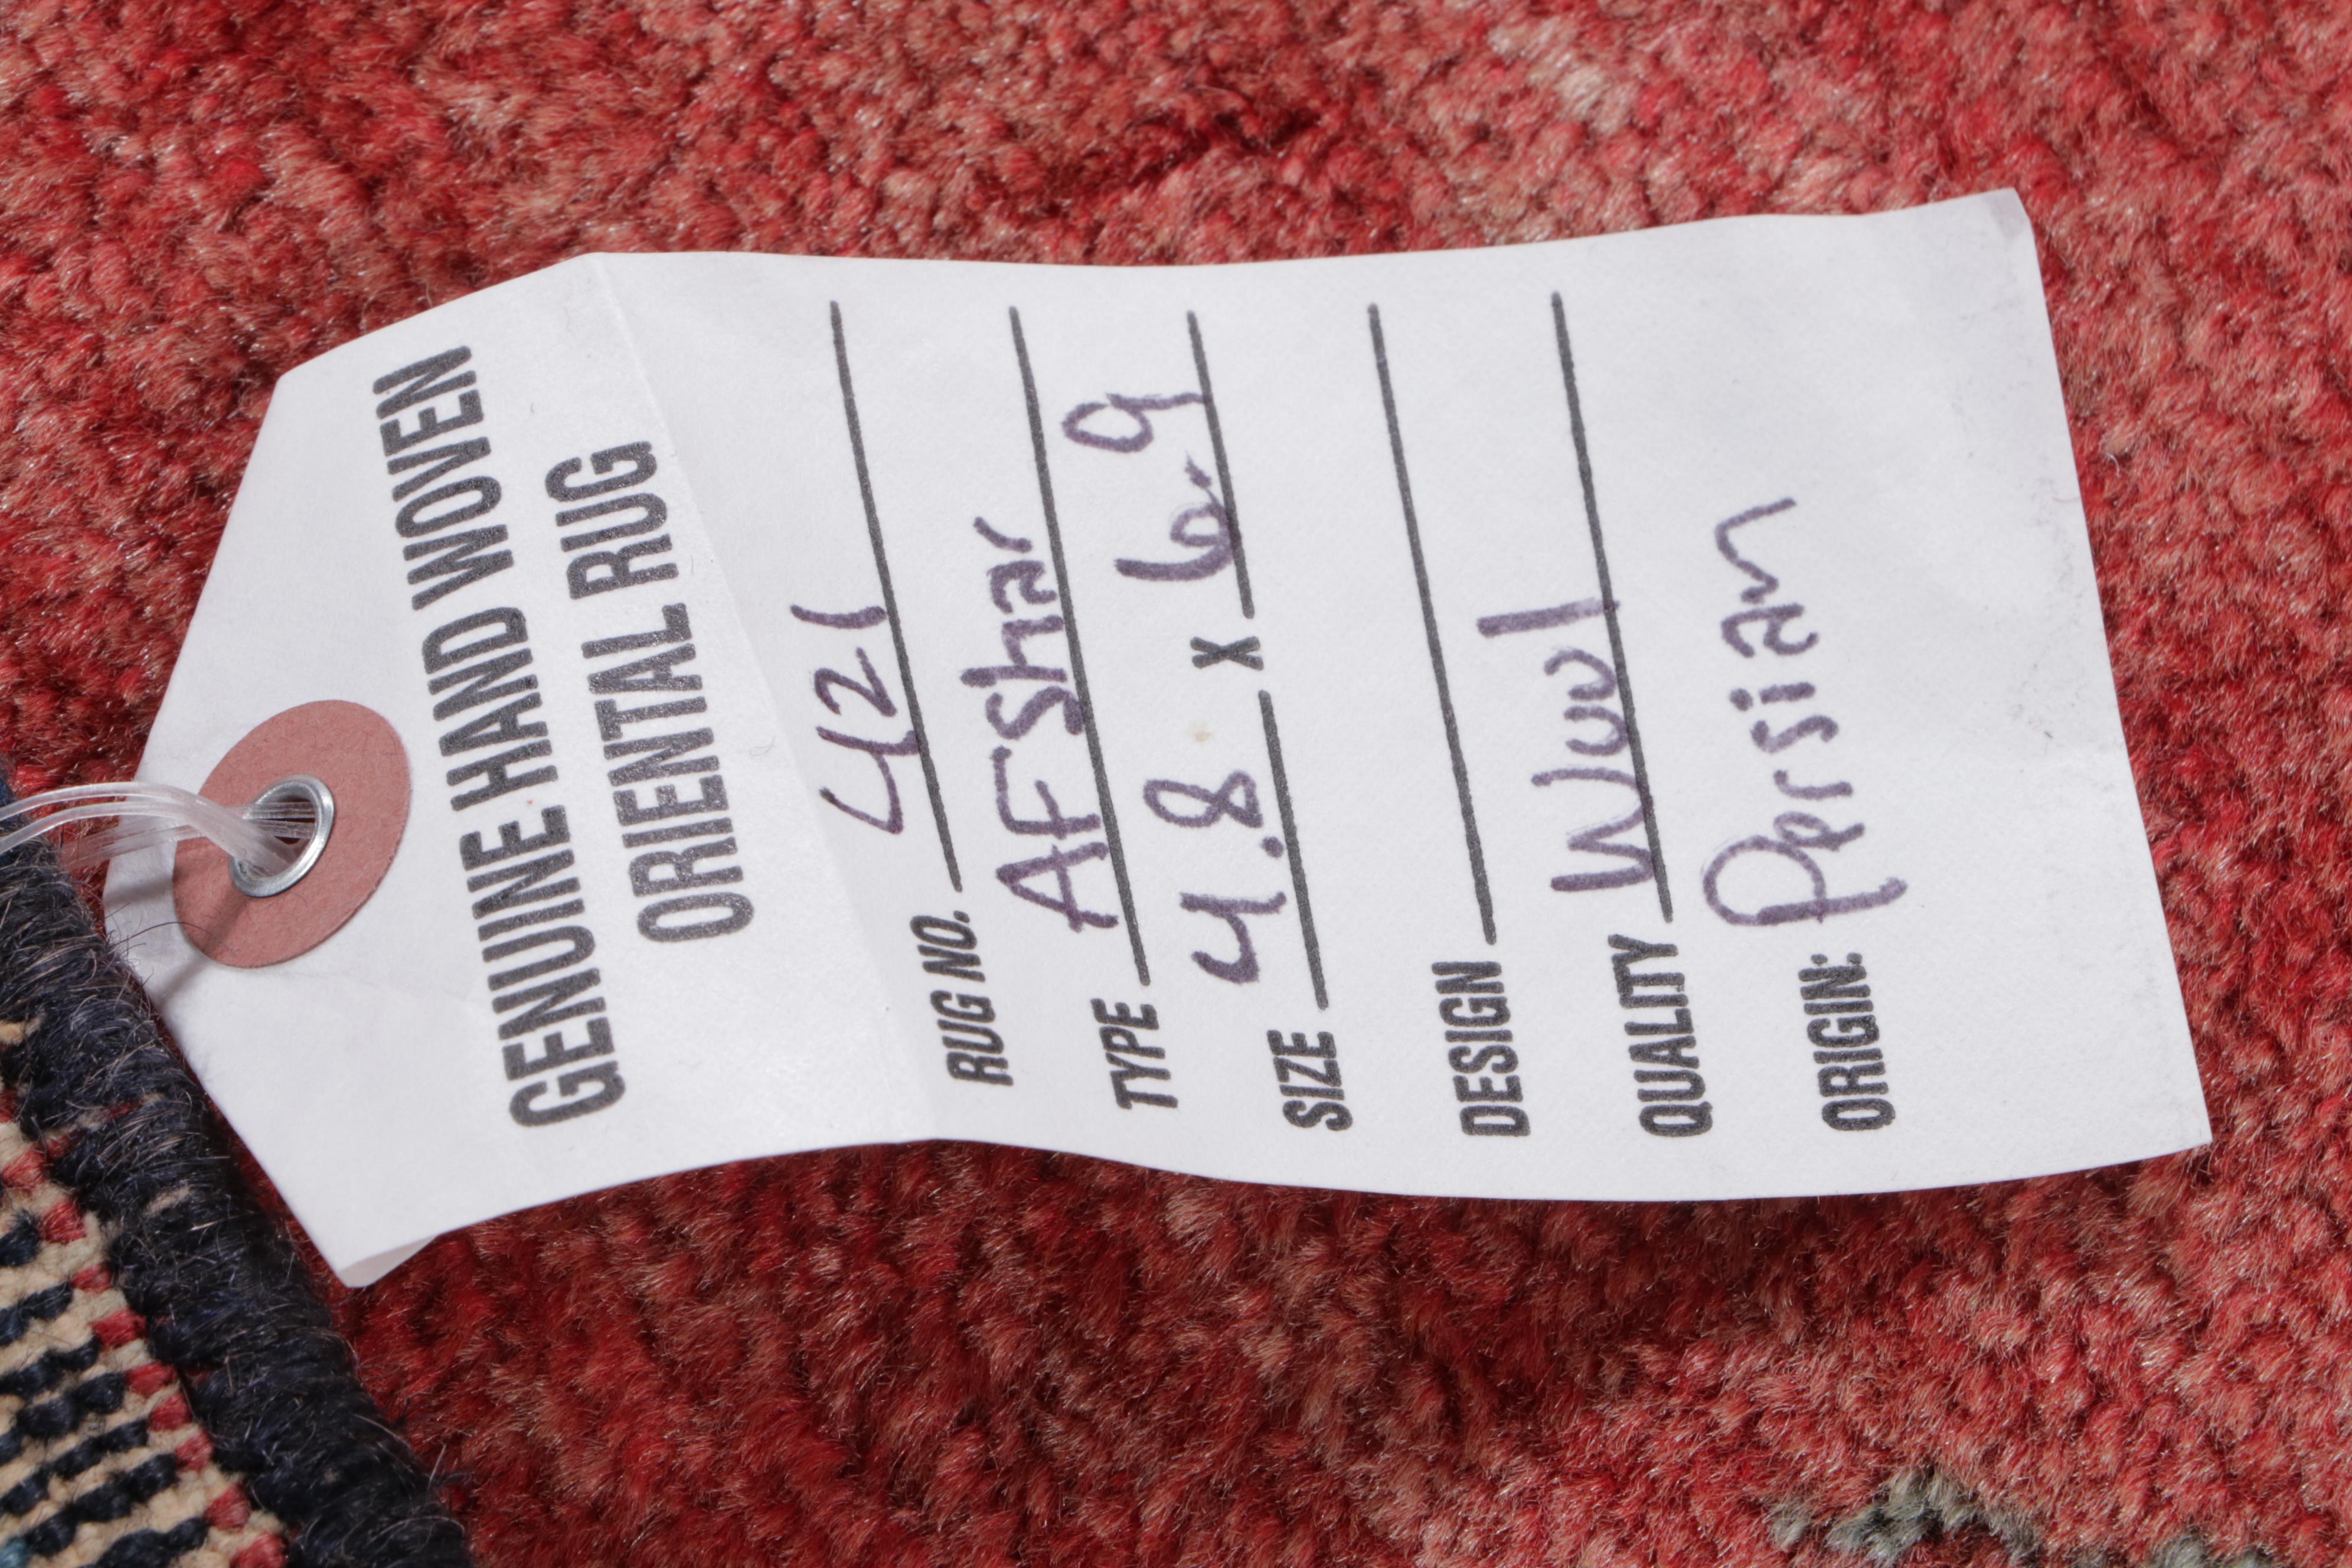 GENUINE HAND WOVEN
ORIENTAL RUG
RUG NO. 421
TYPE AFShar
SIZE 4.8 X 6.9
DESIGN
QUALITY Wool
ORIGIN: Persian